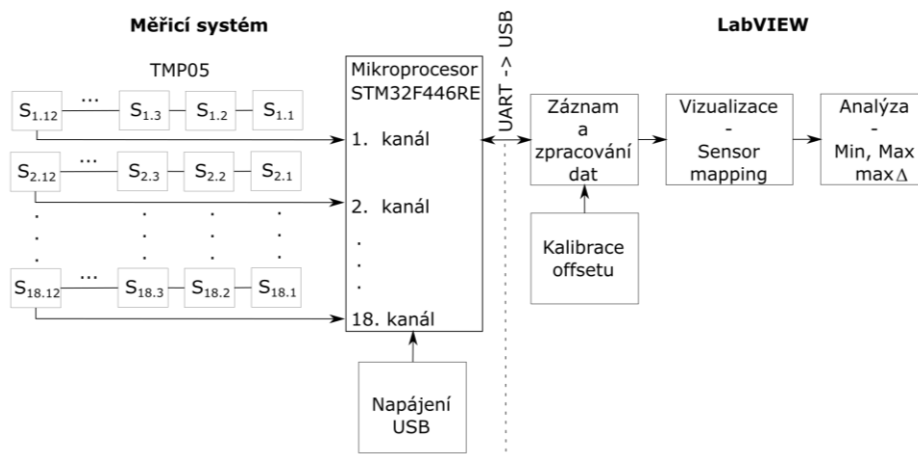 Měřicí systém
LabVIEW
TMP05
S1.12 ... S1.3 S1.2 S1.1
S2.12 ... S2.3 S2.2 S2.1
S18.12 ... S18.3 S18.2 S18.1
Mikroprocesor
STM32F446RE
1. kanál
2. kanál
18. kanál
Napájení
USB
UART -> USB
Záznam
a
zpracování
dat
Kalibrace
offsetu
Vizualizace
-
Sensor
mapping
Analýza
-
Min, Max
maxΔ